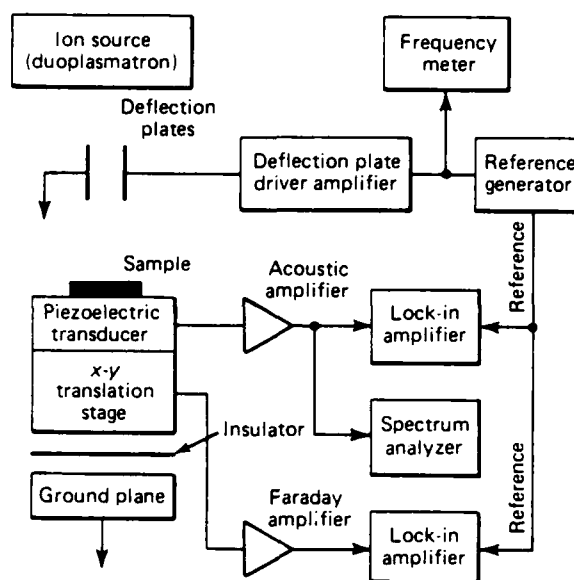 Ion source
(duoplasmatron)
Frequency
meter
Deflection
plates
Deflection plate
driver amplifier
Reference
generator
Sample
Acoustic
amplifier
Reference
Piezoelectric
transducer
Lock-in
amplifier
x-y
translation
stage
Insulator
Spectrum
analyzer
Ground plane
Faraday
amplifier
Lock-in
amplifier
Reference